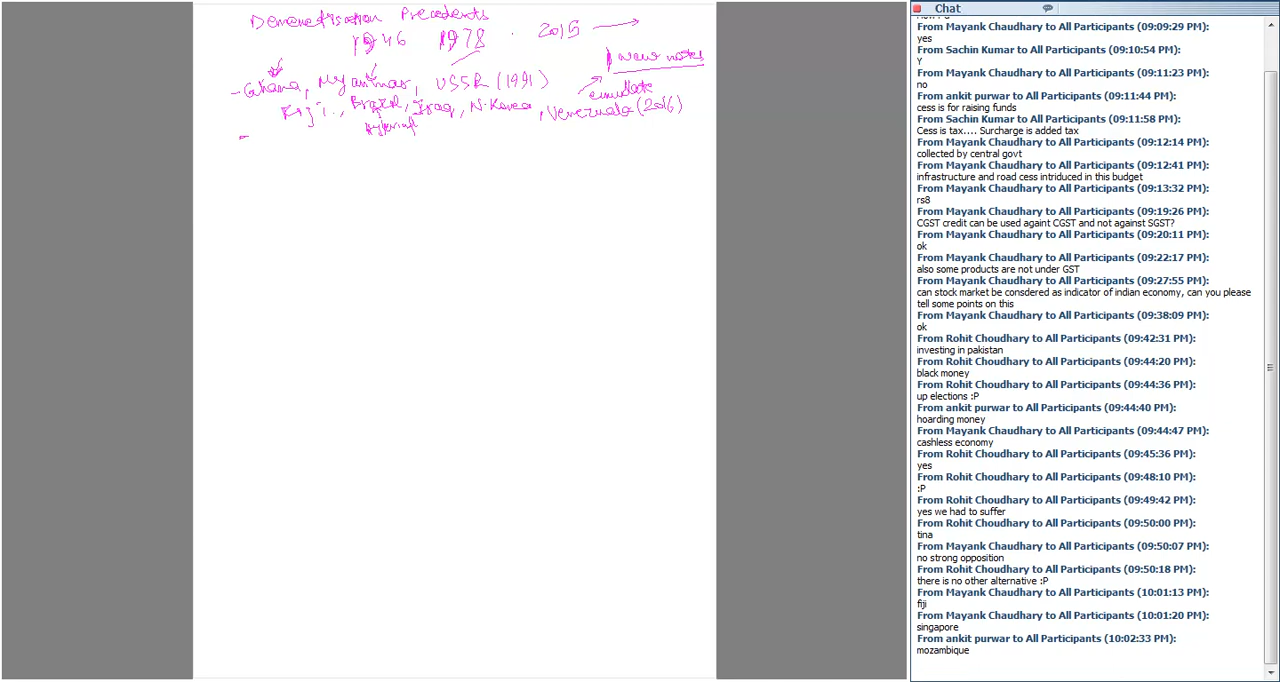 Demonetisation Precedents
1946 1978 . 2015 →
new notes
- Ghana, Myanmar, USSR (1991)
emulate
Fiji, Brazil, Iraq, N. Korea, Venezuela (2016)
-
Chat
From Mayank Chaudhary to All Participants (09:09:29 PM):
yes
From Sachin Kumar to All Participants (09:10:54 PM):
Y
From Mayank Chaudhary to All Participants (09:11:23 PM):
no
From ankit purwar to All Participants (09:11:44 PM):
cess is for raising funds
From Sachin Kumar to All Participants (09:11:58 PM):
Cess is tax.... Surcharge is added tax
From Mayank Chaudhary to All Participants (09:12:14 PM):
collected by central govt
From Mayank Chaudhary to All Participants (09:12:41 PM):
infrastructure and road cess intriduced in this budget
From Mayank Chaudhary to All Participants (09:13:32 PM):
rs8
From Mayank Chaudhary to All Participants (09:19:26 PM):
CGST credit can be used againt CGST and not against SGST?
From Mayank Chaudhary to All Participants (09:20:11 PM):
ok
From Mayank Chaudhary to All Participants (09:22:17 PM):
also some products are not under GST
From Mayank Chaudhary to All Participants (09:27:55 PM):
can stock market be consdered as indicator of indian economy, can you please
tell some points on this
From Mayank Chaudhary to All Participants (09:38:09 PM):
ok
From Rohit Choudhary to All Participants (09:42:31 PM):
investing in pakistan
From Rohit Choudhary to All Participants (09:44:20 PM):
black money
From Rohit Choudhary to All Participants (09:44:36 PM):
up elections :P
From ankit purwar to All Participants (09:44:40 PM):
hoarding money
From Mayank Chaudhary to All Participants (09:44:47 PM):
cashless economy
From Rohit Choudhary to All Participants (09:45:36 PM):
yes
From Rohit Choudhary to All Participants (09:48:10 PM):
:P
From Rohit Choudhary to All Participants (09:49:42 PM):
yes we had to suffer
From Rohit Choudhary to All Participants (09:50:00 PM):
tina
From Mayank Chaudhary to All Participants (09:50:07 PM):
no strong opposition
From Rohit Choudhary to All Participants (09:50:18 PM):
there is no other alternative :P
From Mayank Chaudhary to All Participants (10:01:13 PM):
fiji
From Mayank Chaudhary to All Participants (10:01:20 PM):
singapore
From ankit purwar to All Participants (10:02:33 PM):
mozambique